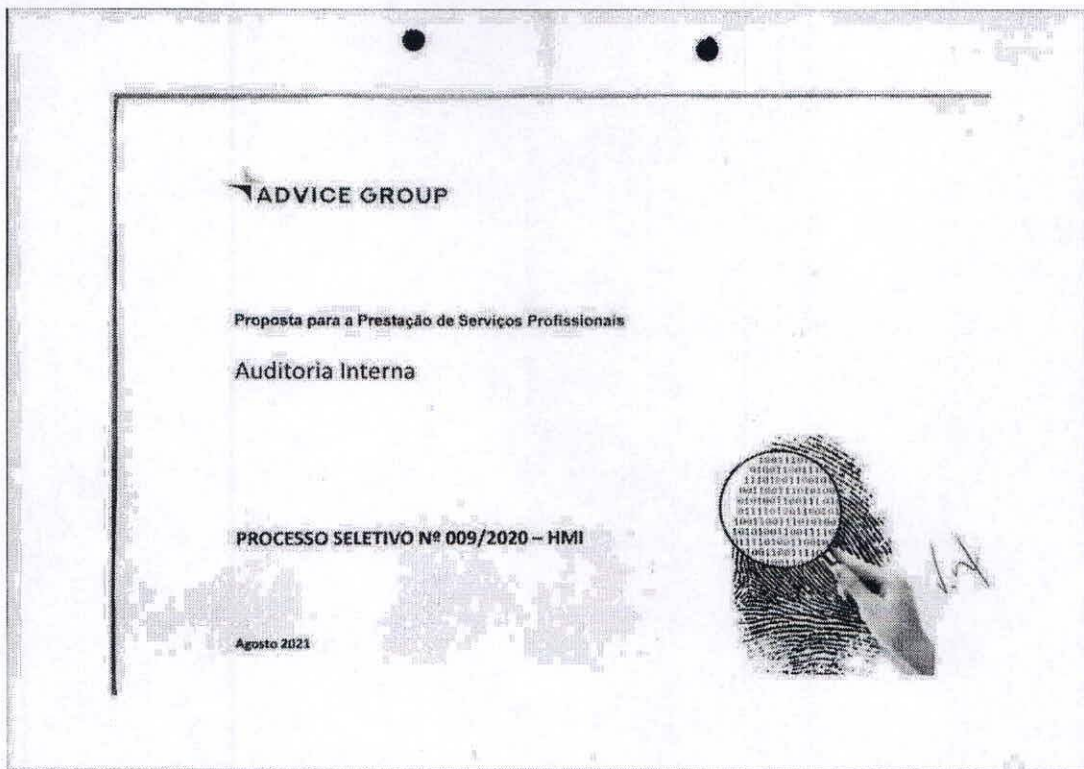 ADVICE GROUP
Proposta para a Prestação de Serviços Profissionais
Auditoria Interna
PROCESSO SELETIVO Nº 009/2020 – HMI
Agosto 2021